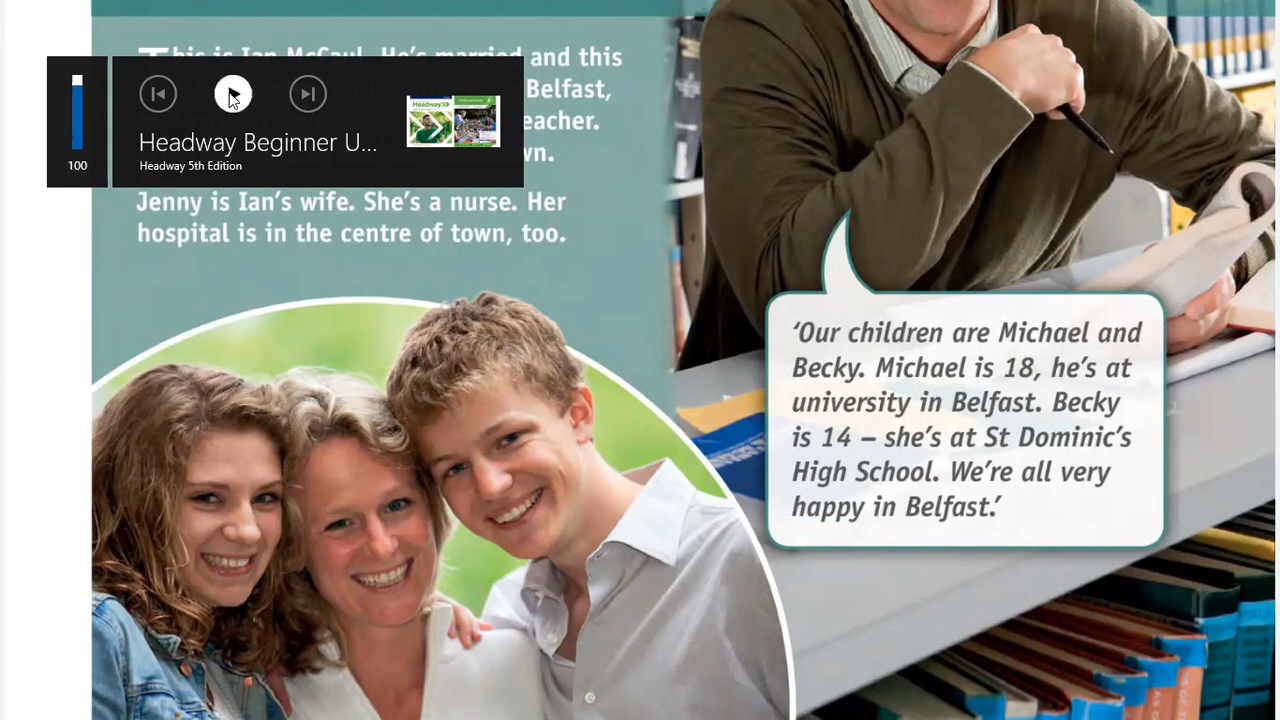 This is Ian McCaul. He's married and this
Belfast,
eacher.
wn.
100
Headway Beginner U...
Headway 5th Edition
Headway
Jenny is Ian's wife. She's a nurse. Her
hospital is in the centre of town, too.
'Our children are Michael and
Becky. Michael is 18, he's at
university in Belfast. Becky
is 14 – she's at St Dominic's
High School. We're all very
happy in Belfast.'